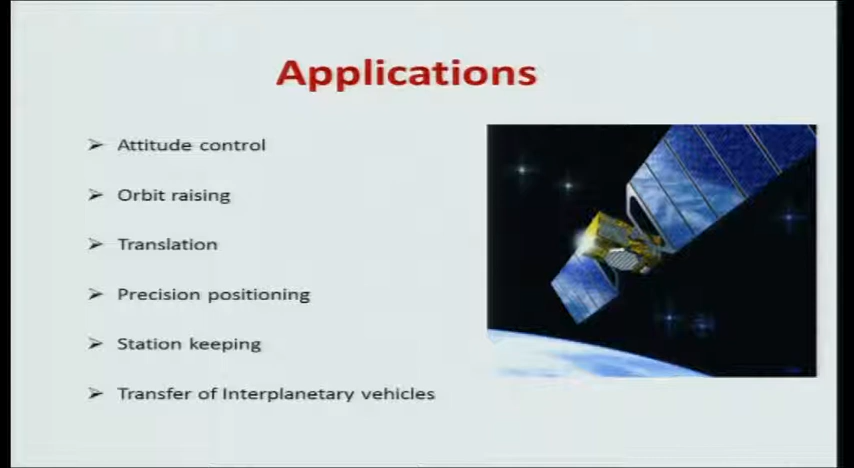 Applications
Attitude control
Orbit raising
Translation
Precision positioning
Station keeping
Transfer of Interplanetary vehicles